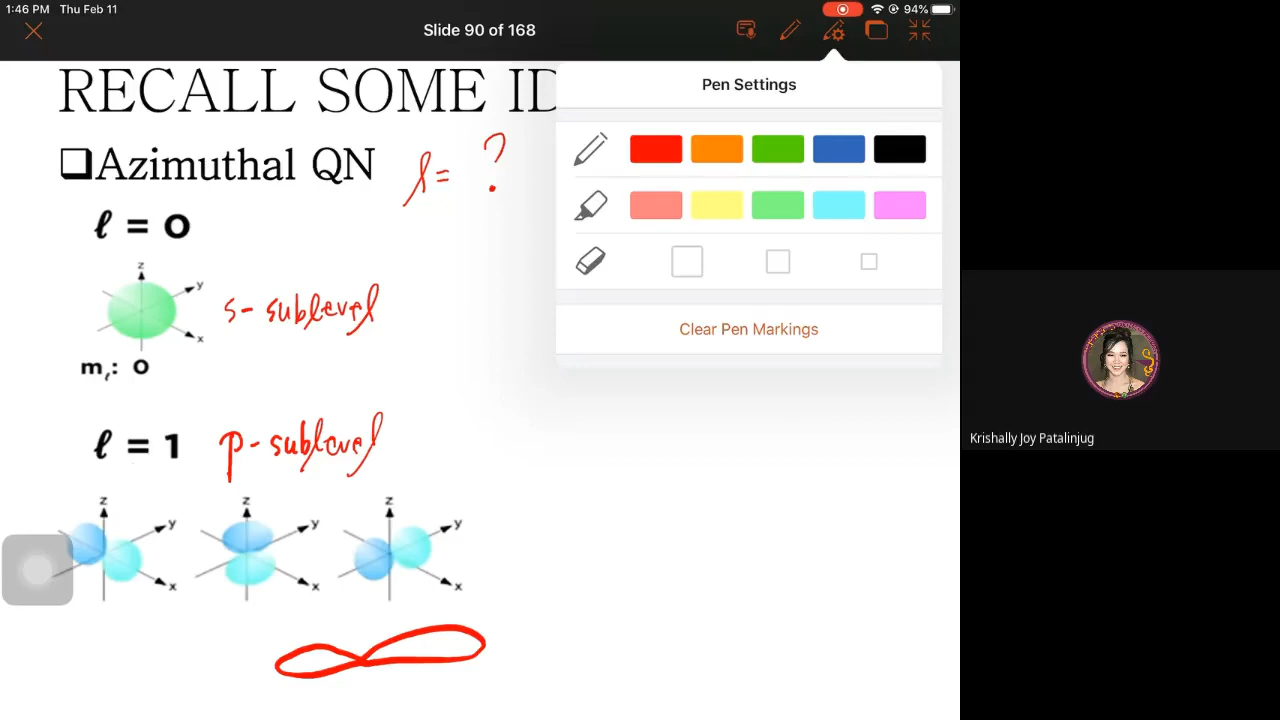 1:46 PM Thu Feb 11
94%
Slide 90 of 168
RECALL SOME ID
Pen Settings
❑Azimuthal QN
l = ?
ℓ = 0
z
y
x
s- sublevel
mₗ: 0
Clear Pen Markings
ℓ = 1
p- sublevel
z
y
x
z
y
x
z
y
x
Krishally Joy Patalinjug